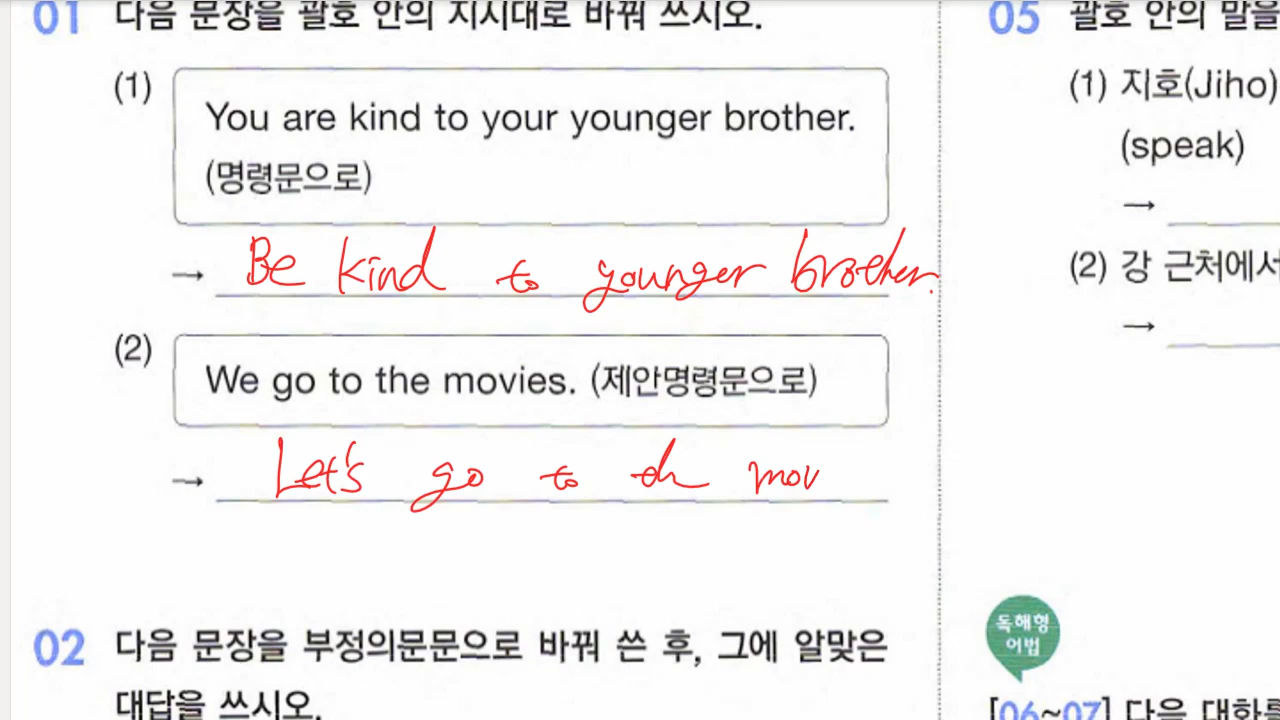 01 다음 문장을 괄호 안의 지시대로 바꿔 쓰시오.
(1)
You are kind to your younger brother.
(명령문으로)
→ Be kind to younger brother.
(2)
We go to the movies. (제안명령문으로)
→ Let's go to th mov
02 다음 문장을 부정의문문으로 바꿔 쓴 후, 그에 알맞은
대답을 쓰시오.
05 괄호 안의 말을
(1) 지호(Jiho)
(speak)
→
(2) 강 근처에서
→
독해형
어법
[06~07] 다음 대화를